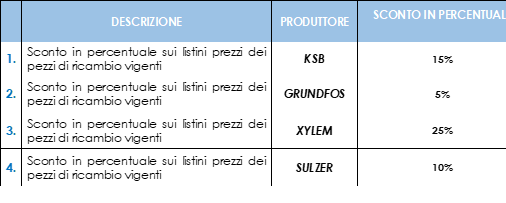 DESCRIZIONE PRODUTTORE SCONTO IN PERCENTUAL
1. Sconto in percentuale sui listini prezzi dei pezzi di ricambio vigenti KSB 15%
2. Sconto in percentuale sui listini prezzi dei pezzi di ricambio vigenti GRUNDFOS 5%
3. Sconto in percentuale sui listini prezzi dei pezzi di ricambio vigenti XYLEM 25%
4. Sconto in percentuale sui listini prezzi dei pezzi di ricambio vigenti SULZER 10%